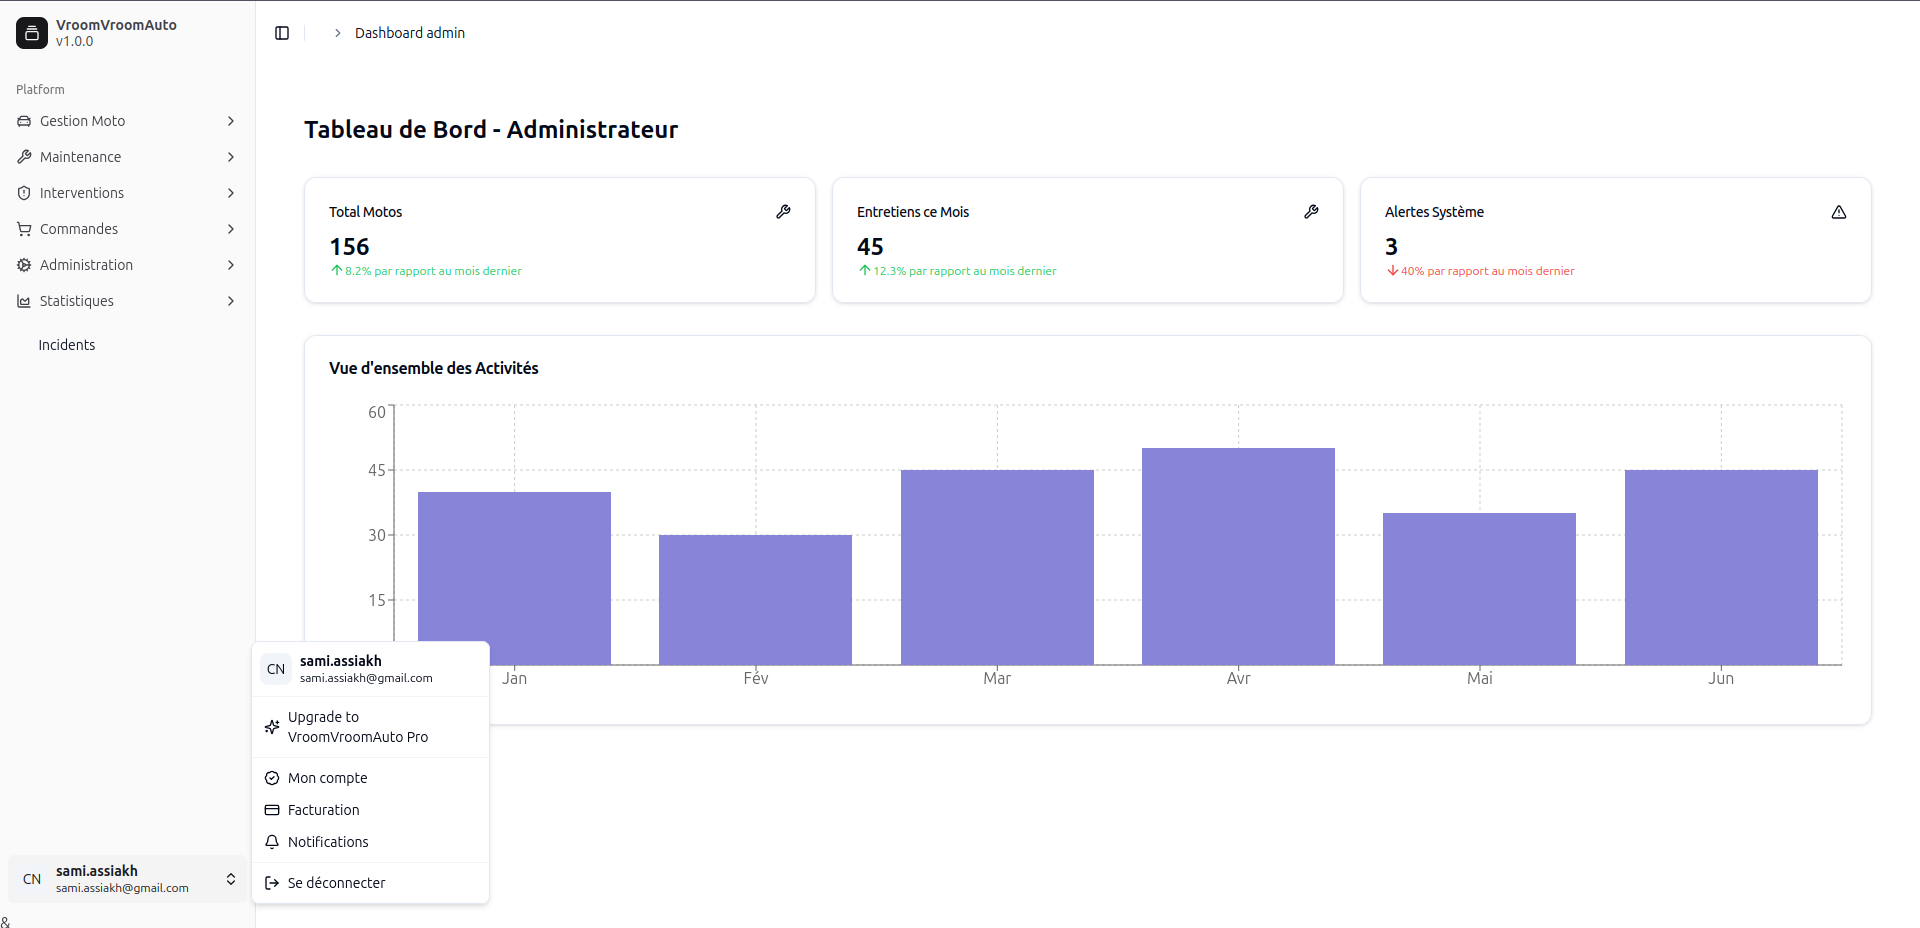 VroomVroomAuto
v1.0.0
Platform
Gestion Moto
Maintenance
Interventions
Commandes
Administration
Statistiques
Incidents
Dashboard admin
Tableau de Bord - Administrateur
Total Motos
156
8.2% par rapport au mois dernier
Entretiens ce Mois
45
12.3% par rapport au mois dernier
Alertes Système
3
40% par rapport au mois dernier
Vue d'ensemble des Activités
60
45
30
15
Jan
Fév
Mar
Avr
Mai
Jun
CN
sami.assiakh
sami.assiakh@gmail.com
Upgrade to
VroomVroomAuto Pro
Mon compte
Facturation
Notifications
Se déconnecter
CN
sami.assiakh
sami.assiakh@gmail.com
&